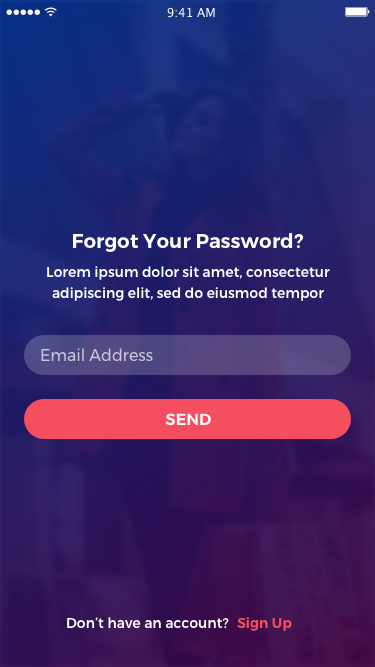 9:41 AM
Forgot Your Password?
Lorem ipsum dolor sit amet, consectetur
adipiscing elit, sed do eiusmod tempor
Email Address
SEND
Don't have an account? Sign Up